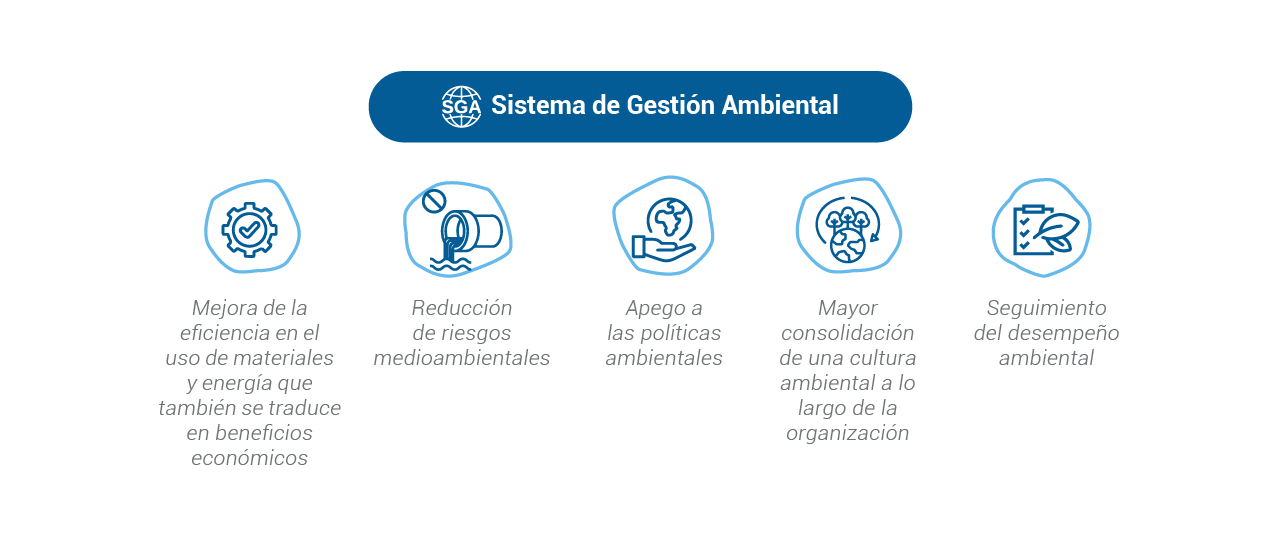 SGA Sistema de Gestión Ambiental
Mejora de la
eficiencia en el
uso de materiales
y energía que
también se traduce
en beneficios
económicos
Reducción
de riesgos
medioambientales
Apego a
las políticas
ambientales
Mayor
consolidación
de una cultura
ambiental a lo
largo de la
organización
Seguimiento
del desempeño
ambiental